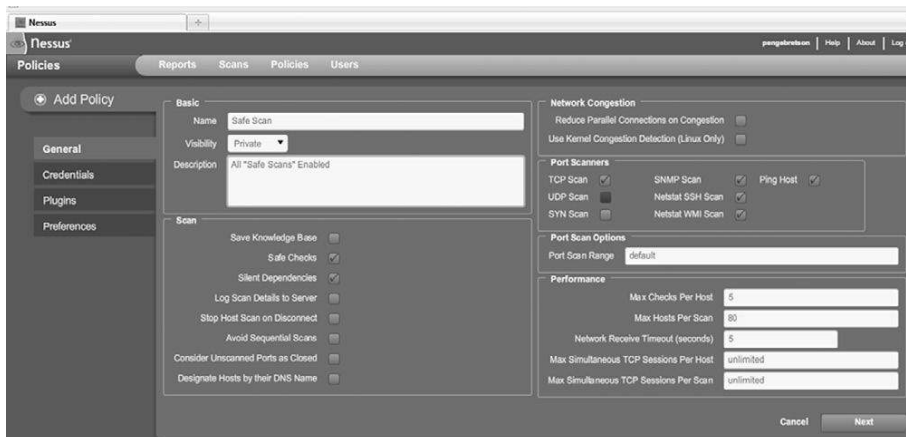 Nessus
Nessus
pengebretson | Help | About | Log
Policies
Reports Scans Policies Users
Add Policy
General
Credentials
Plugins
Preferences
Basic
Name Safe Scan
Visibility Private
Description All "Safe Scans" Enabled
Scan
Save Knowledge Base
Safe Checks
Silent Dependencies
Log Scan Details to Server
Stop Host Scan on Disconnect
Avoid Sequential Scans
Consider Unscanned Ports as Closed
Designate Hosts by their DNS Name
Network Congestion
Reduce Parallel Connections on Congestion
Use Kernel Congestion Detection (Linux Only)
Port Scanners
TCP Scan SNMP Scan Ping Host
UDP Scan Netstat SSH Scan
SYN Scan Netstat WMI Scan
Port Scan Options
Port Scan Range default
Performance
Max Checks Per Host 5
Max Hosts Per Scan 80
Network Receive Timeout (seconds) 5
Max Simultaneous TCP Sessions Per Host unlimited
Max Simultaneous TCP Sessions Per Scan unlimited
Cancel Next